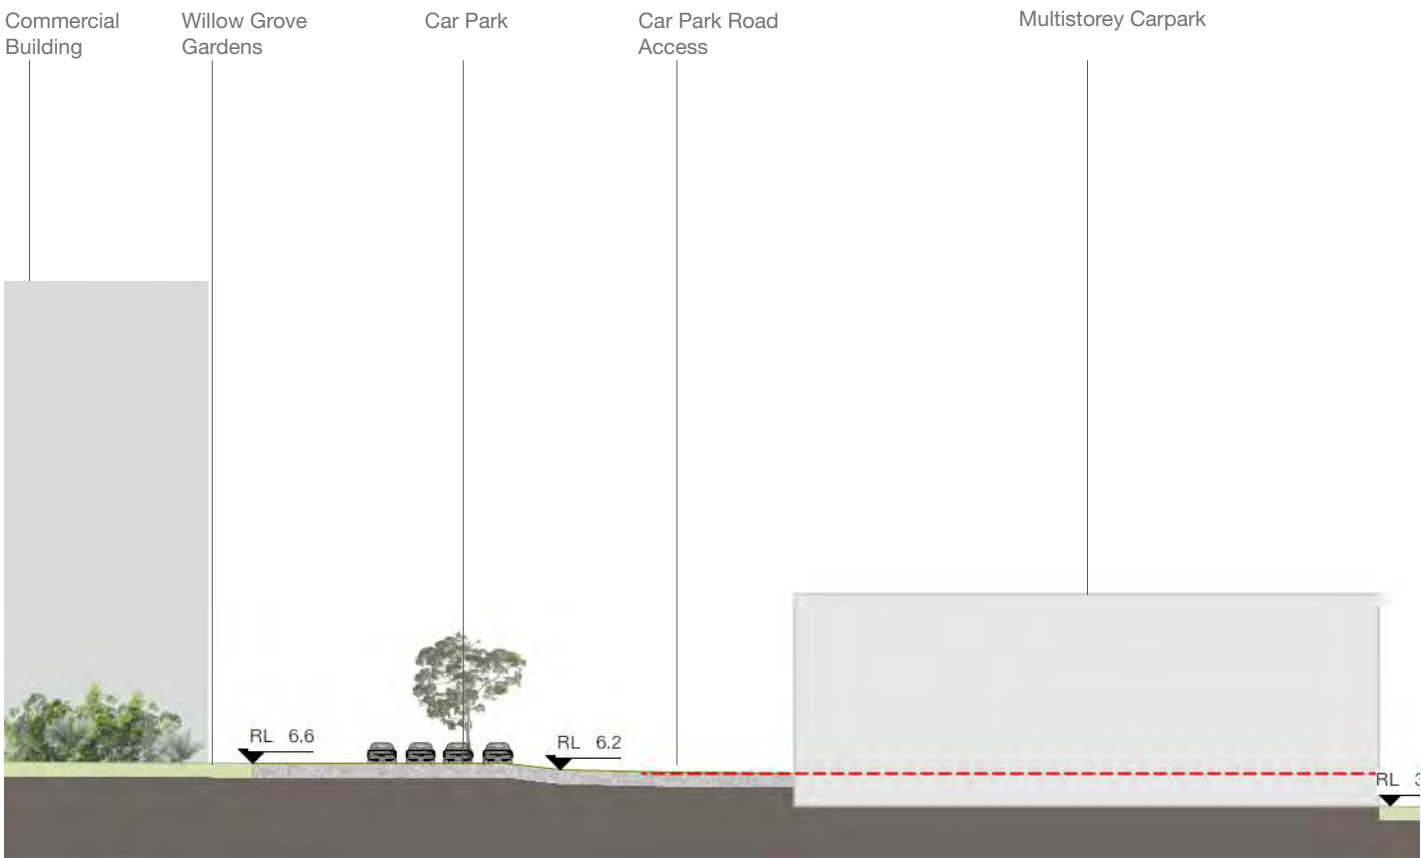 Commercial
Building
Willow Grove
Gardens
Car Park
Car Park Road
Access
Multistorey Carpark
RL 6.6
RL 6.2
RL 3